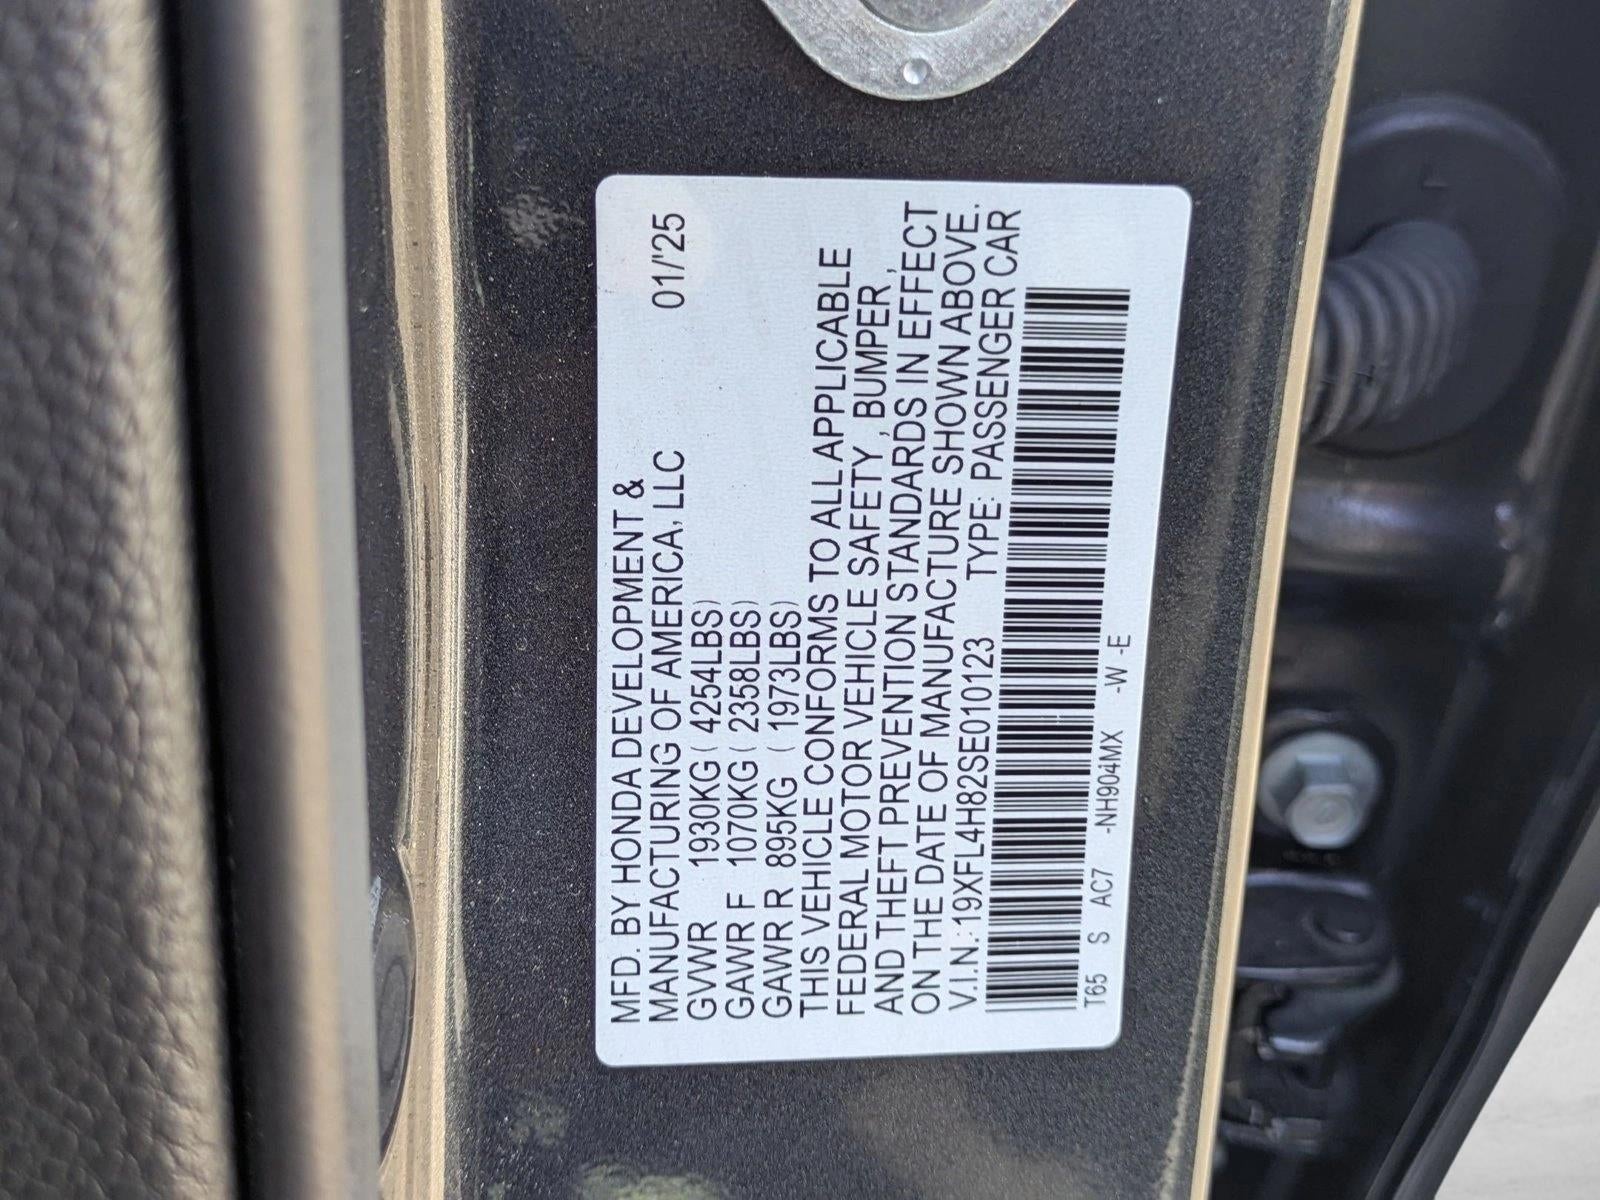 MFD. BY HONDA DEVELOPMENT &
MANUFACTURING OF AMERICA, LLC 01/'25
GVWR 1930KG ( 4254LBS)
GAWR F 1070KG ( 2358LBS)
GAWR R 895KG ( 1973LBS)
THIS VEHICLE CONFORMS TO ALL APPLICABLE
FEDERAL MOTOR VEHICLE SAFETY, BUMPER,
AND THEFT PREVENTION STANDARDS IN EFFECT
ON THE DATE OF MANUFACTURE SHOWN ABOVE.
V.I.N.: 19XFL4H82SE010123 TYPE: PASSENGER CAR
T65 S AC7 -NH904MX -W -E